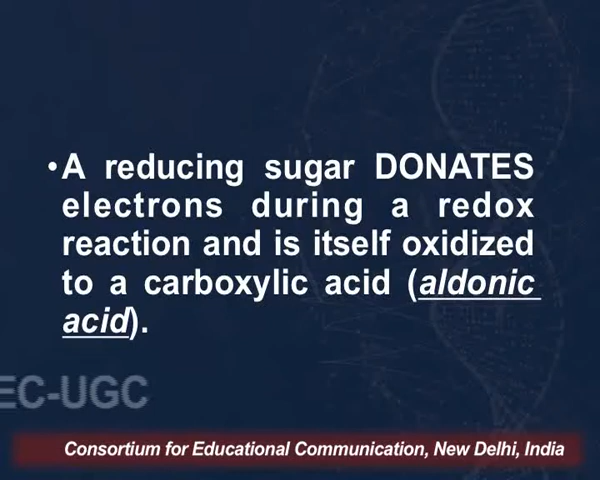 •A reducing sugar DONATES
electrons during a redox
reaction and is itself oxidized
to a carboxylic acid (aldonic
acid).
EC-UGC
Consortium for Educational Communication, New Delhi, India